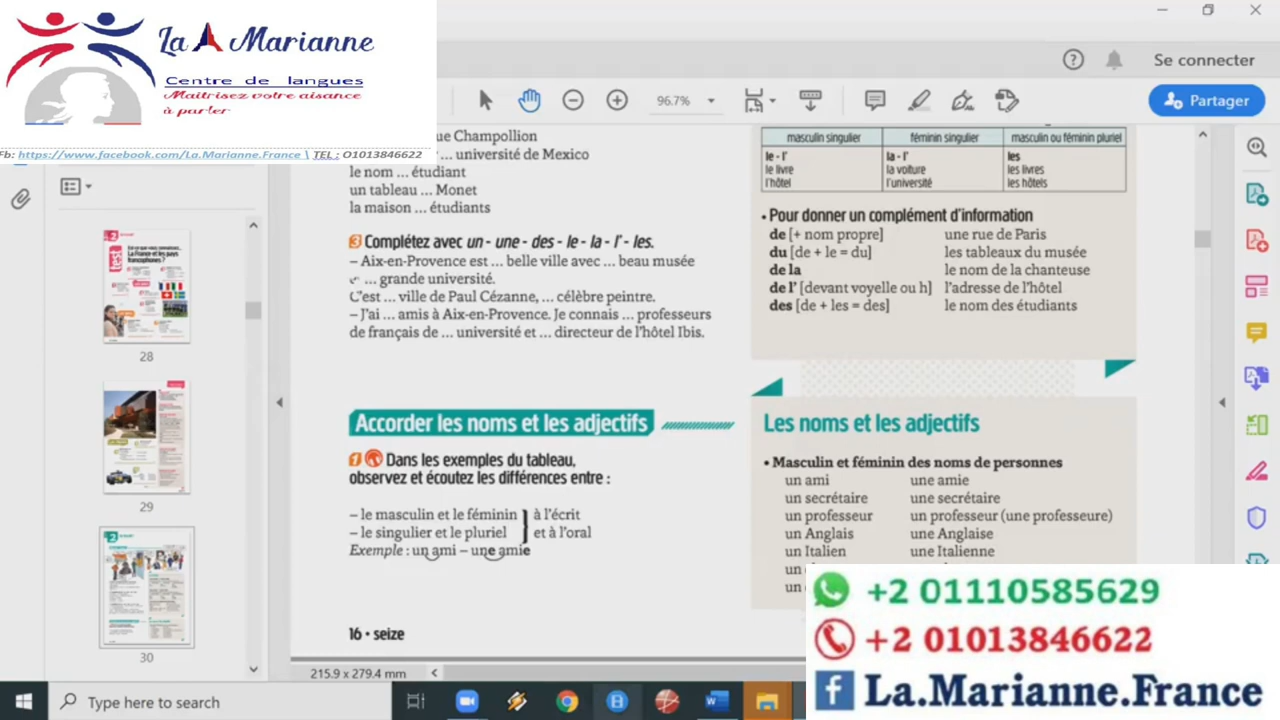 La Marianne
Centre de langues
Maîtrisez votre aisance
à parler
Fb: https://www.facebook.com/La.Marianne.France \ TEL : 01013846622
Se connecter
96.7%
Partager
ue Champollion
... université de Mexico
le nom ... étudiant
un tableau ... Monet
la maison ... étudiants
3 Complétez avec un - une - des - le - la - l' - les.
– Aix-en-Provence est ... belle ville avec ... beau musée
... grande université.
C'est ... ville de Paul Cézanne, ... célèbre peintre.
– J'ai ... amis à Aix-en-Provence. Je connais ... professeurs
de français de ... université et ... directeur de l'hôtel Ibis.
Accorder les noms et les adjectifs
1 Dans les exemples du tableau,
observez et écoutez les différences entre :
– le masculin et le féminin
– le singulier et le pluriel
à l'écrit
et à l'oral
Exemple : un ami – une amie
16 • seize
masculin singulier féminin singulier masculin ou féminin pluriel
le - l' la - l' les
le livre la voiture les livres
l'hôtel l'université les hôtels
• Pour donner un complément d'information
de [+ nom propre] une rue de Paris
du [de + le = du] les tableaux du musée
de la le nom de la chanteuse
de l' [devant voyelle ou h] l'adresse de l'hôtel
des [de + les = des] le nom des étudiants
Les noms et les adjectifs
• Masculin et féminin des noms de personnes
un ami une amie
un secrétaire une secrétaire
un professeur un professeur (une professeure)
un Anglais une Anglaise
un Italien une Italienne
un
un
28
29
30
215.9 x 279.4 mm
Type here to search
+2 01110585629
+2 01013846622
La.Marianne.France